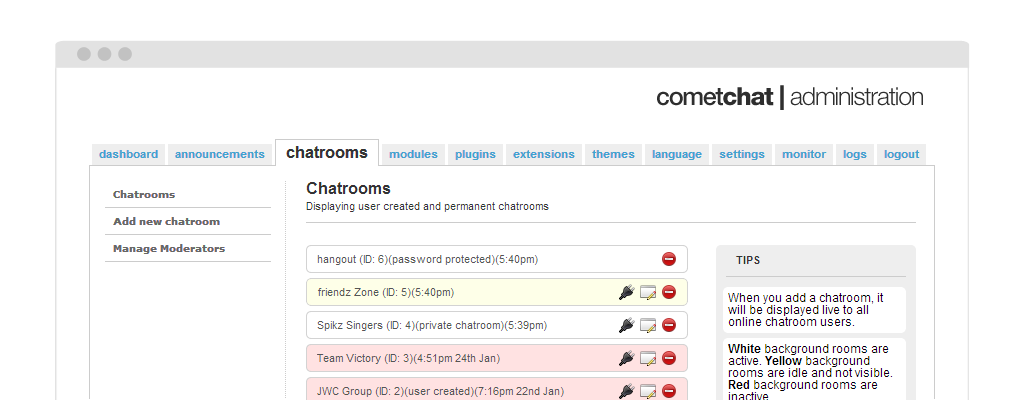 cometchat | administration
dashboard announcements chatrooms modules plugins extensions themes language settings monitor logs logout
Chatrooms
Add new chatroom
Manage Moderators
Chatrooms
Displaying user created and permanent chatrooms
hangout (ID: 6)(password protected)(5:40pm)
friendz Zone (ID: 5)(5:40pm)
Spikz Singers (ID: 4)(private chatroom)(5:39pm)
Team Victory (ID: 3)(4:51pm 24th Jan)
JWC Group (ID: 2)(user created)(7:16pm 22nd Jan)
TIPS
When you add a chatroom, it
will be displayed live to all
online chatroom users.
White background rooms are
active. Yellow background
rooms are idle and not visible.
Red background rooms are
inactive